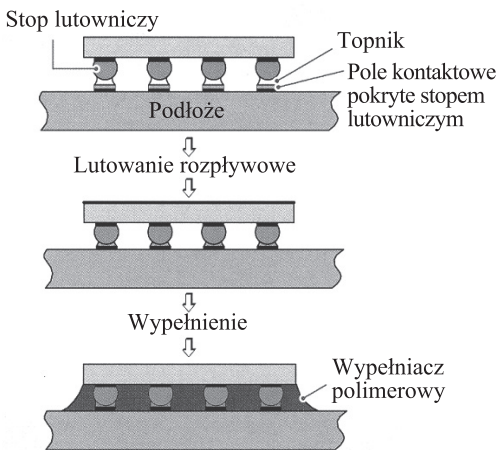 Stop lutowniczy
Topnik
Pole kontaktowe
pokryte stopem
lutowniczym
Podłoże
Lutowanie rozpływowe
Wypełnienie
Wypełniacz
polimerowy